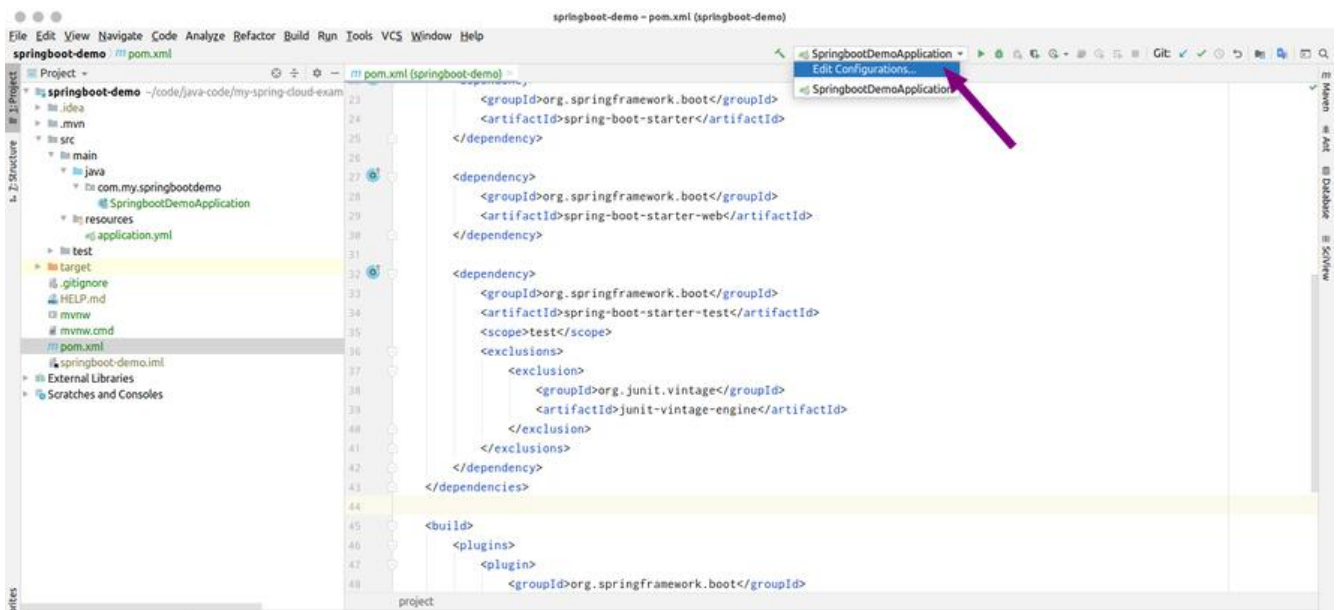 springboot-demo – pom.xml (springboot-demo)
File Edit View Navigate Code Analyze Refactor Build Run Tools VCS Window Help
springboot-demo pom.xml
SpringbootDemoApplication
Git:
Edit Configurations...
SpringbootDemoApplication
Project
pom.xml (springboot-demo)
1: Project
Z: Structure
springboot-demo ~/code/java-code/my-spring-cloud-exam
.idea
.mvn
src
main
java
com.my.springbootdemo
SpringbootDemoApplication
resources
application.yml
test
target
.gitignore
HELP.md
mvnw
mvnw.cmd
pom.xml
springboot-demo.iml
External Libraries
Scratches and Consoles
23 <groupId>org.springframework.boot</groupId>
24 <artifactId>spring-boot-starter</artifactId>
25 </dependency>
26
27 <dependency>
28 <groupId>org.springframework.boot</groupId>
29 <artifactId>spring-boot-starter-web</artifactId>
30 </dependency>
31
32 <dependency>
33 <groupId>org.springframework.boot</groupId>
34 <artifactId>spring-boot-starter-test</artifactId>
35 <scope>test</scope>
36 <exclusions>
37 <exclusion>
38 <groupId>org.junit.vintage</groupId>
39 <artifactId>junit-vintage-engine</artifactId>
40 </exclusion>
41 </exclusions>
42 </dependency>
43 </dependencies>
44
45 <build>
46 <plugins>
47 <plugin>
48 <groupId>org.springframework.boot</groupId>
project
Maven
Ant
Database
SciView